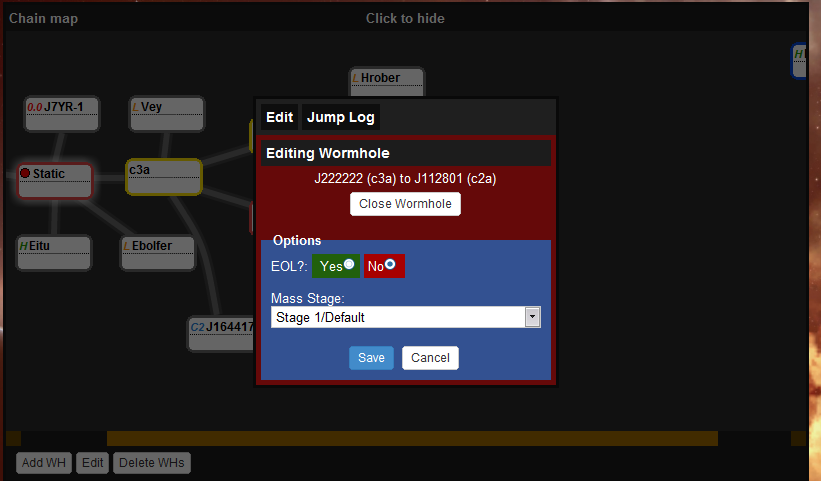 Chain map Click to hide
L Hrober
H
0.0 J7YR-1 L Vey
Edit Jump Log
Editing Wormhole
Static c3a
J222222 (c3a) to J112801 (c2a)
Close Wormhole
H Eitu L Ebolfer
Options
EOL?: Yes No
Mass Stage:
C2 J164417
Stage 1/Default
Save Cancel
Add WH Edit Delete WHs